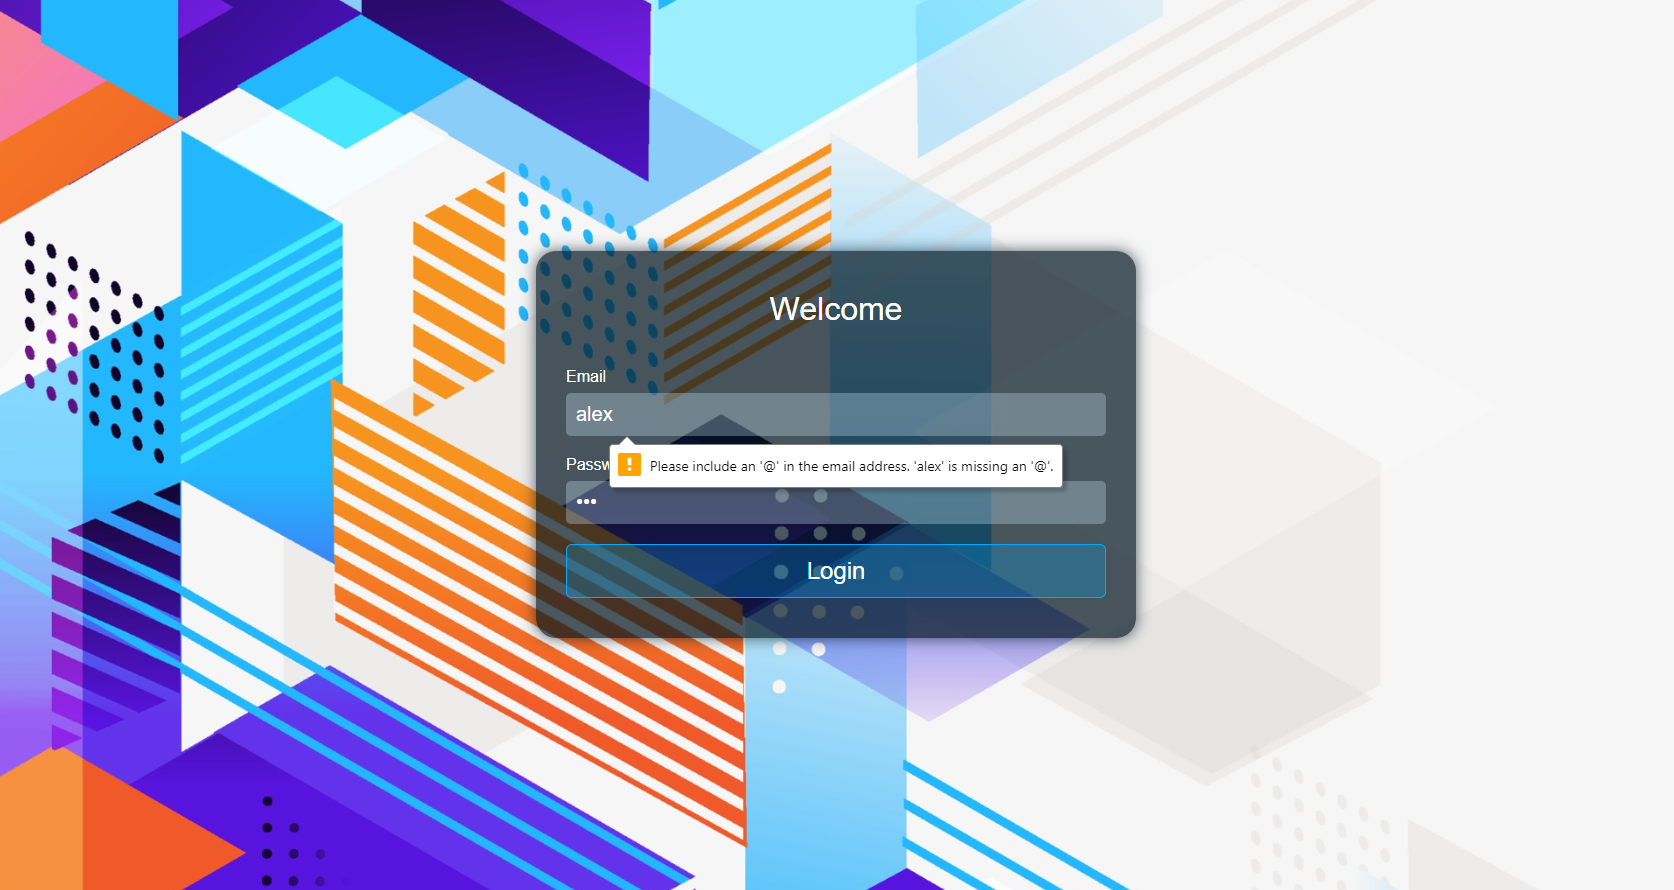 Welcome
Email
alex
Please include an '@' in the email address. 'alex' is missing an '@'.
Passw
•••
Login